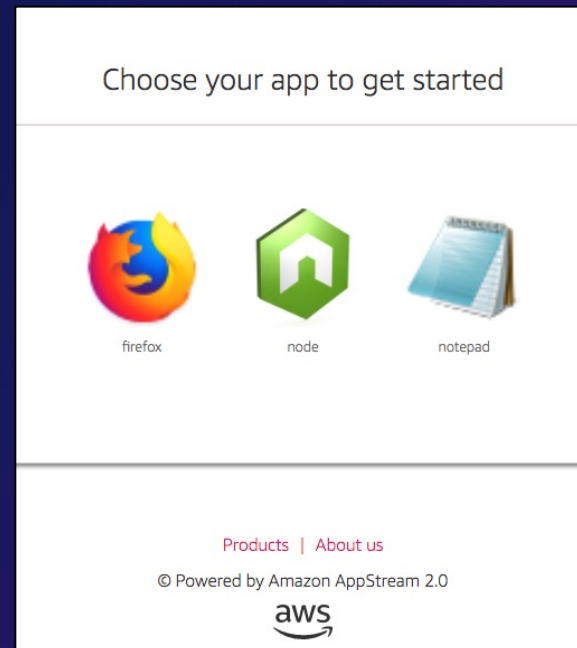 Choose your app to get started
firefox node notepad
Products | About us
© Powered by Amazon AppStream 2.0
aws